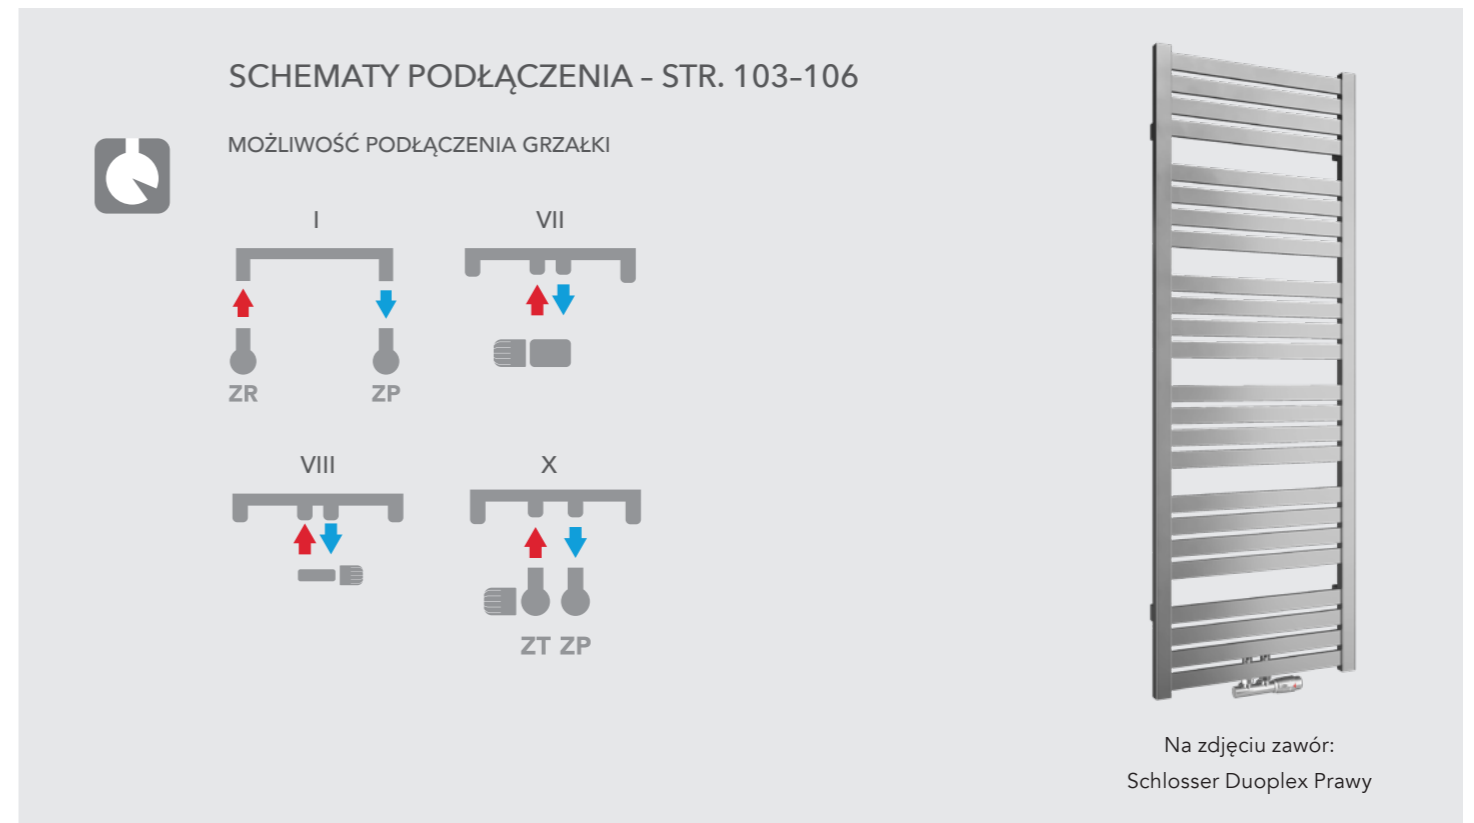 SCHEMATY PODŁĄCZENIA – STR. 103–106
MOŻLIWOŚĆ PODŁĄCZENIA GRZAŁKI
I
VII
ZR
ZP
VIII
X
ZT ZP
Na zdjęciu zawór:
Schlosser Duoplex Prawy